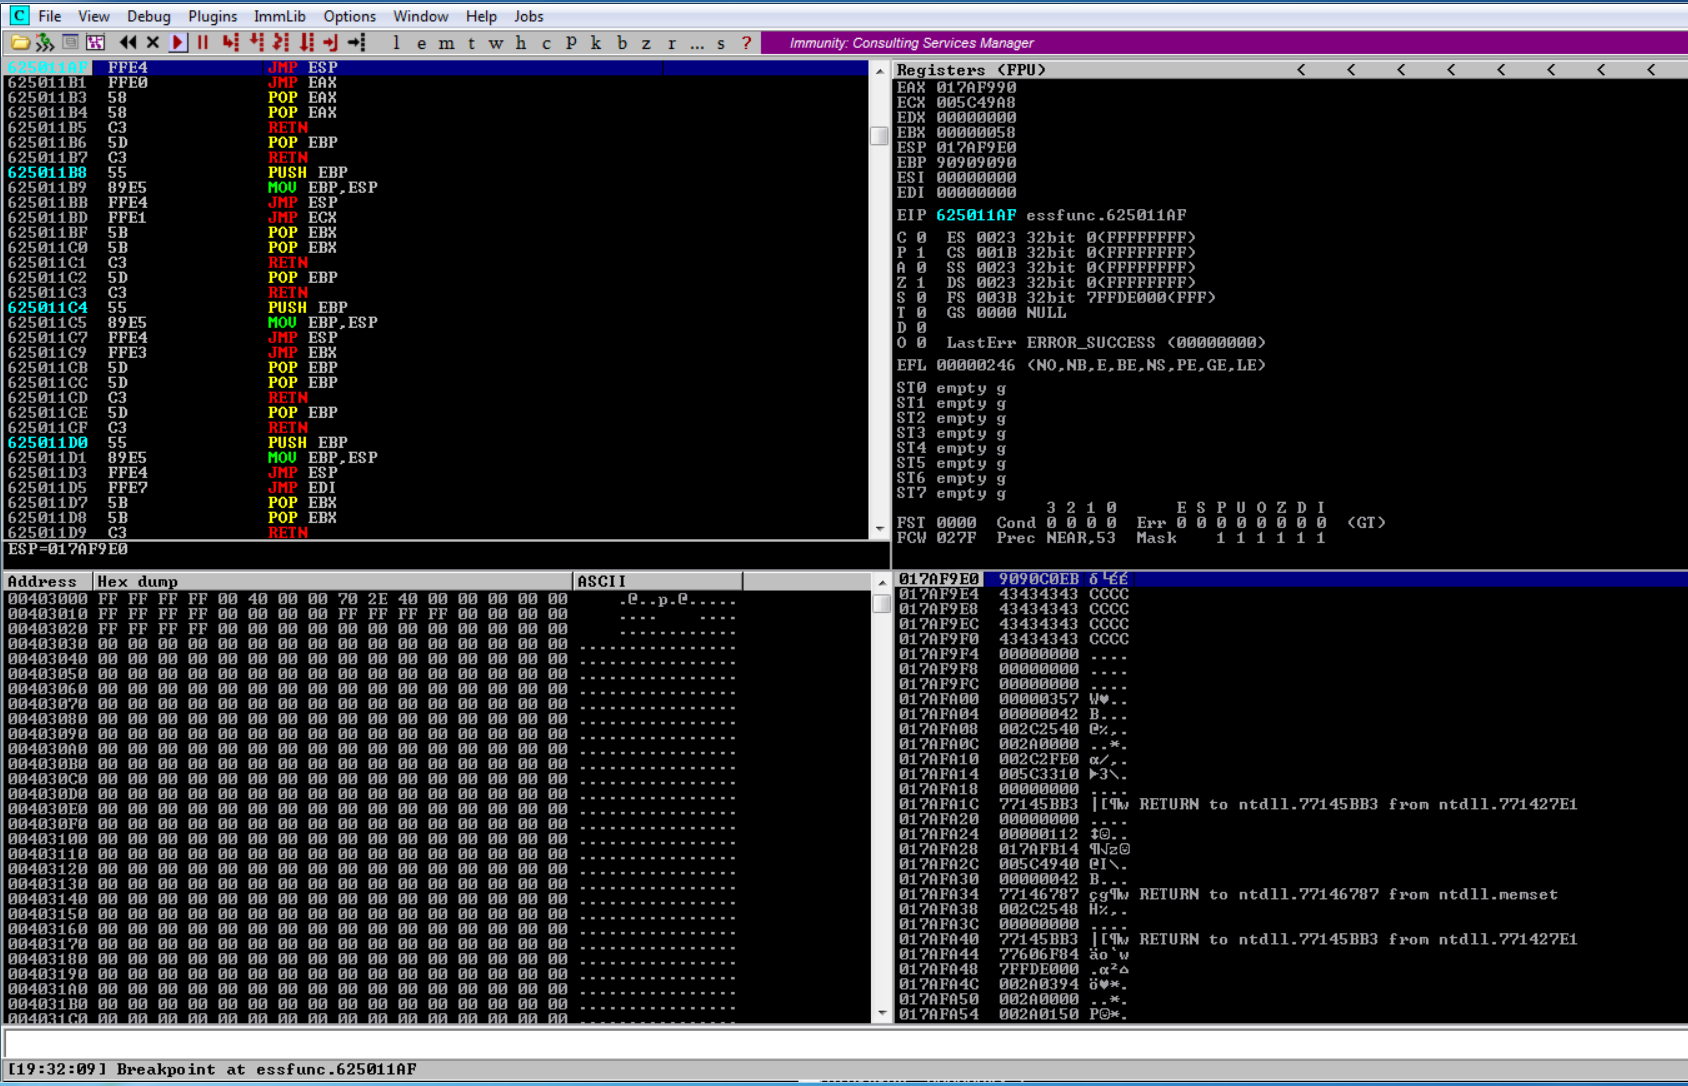 C File View Debug Plugins ImmLib Options Window Help Jobs
l e m t w h c P k b z r ... s ? Immunity: Consulting Services Manager
625011AF FFE4 JMP ESP
625011B1 FFE0 JMP EAX
625011B3 58 POP EAX
625011B4 58 POP EAX
625011B5 C3 RETN
625011B6 5D POP EBP
625011B7 C3 RETN
625011B8 55 PUSH EBP
625011B9 89E5 MOV EBP,ESP
625011BB FFE4 JMP ESP
625011BD FFE1 JMP ECX
625011BF 5B POP EBX
625011C0 5B POP EBX
625011C1 C3 RETN
625011C2 5D POP EBP
625011C3 C3 RETN
625011C4 55 PUSH EBP
625011C5 89E5 MOV EBP,ESP
625011C7 FFE4 JMP ESP
625011C9 FFE3 JMP EBX
625011CB 5D POP EBP
625011CC 5D POP EBP
625011CD C3 RETN
625011CE 5D POP EBP
625011CF C3 RETN
625011D0 55 PUSH EBP
625011D1 89E5 MOV EBP,ESP
625011D3 FFE4 JMP ESP
625011D5 FFE7 JMP EDI
625011D7 5B POP EBX
625011D8 5B POP EBX
625011D9 C3 RETN
ESP=017AF9E0
Registers (FPU) < < < < < < < <
EAX 017AF990
ECX 005C49A8
EDX 00000000
EBX 00000058
ESP 017AF9E0
EBP 90909090
ESI 00000000
EDI 00000000
EIP 625011AF essfunc.625011AF
C 0 ES 0023 32bit 0(FFFFFFFF)
P 1 CS 001B 32bit 0(FFFFFFFF)
A 0 SS 0023 32bit 0(FFFFFFFF)
Z 1 DS 0023 32bit 0(FFFFFFFF)
S 0 FS 003B 32bit 7FFDE000(FFF)
T 0 GS 0000 NULL
D 0
O 0 LastErr ERROR_SUCCESS (00000000)
EFL 00000246 (NO,NB,E,BE,NS,PE,GE,LE)
ST0 empty g
ST1 empty g
ST2 empty g
ST3 empty g
ST4 empty g
ST5 empty g
ST6 empty g
ST7 empty g
3 2 1 0 E S P U O Z D I
FST 0000 Cond 0 0 0 0 Err 0 0 0 0 0 0 0 0 (GT)
FCW 027F Prec NEAR,53 Mask 1 1 1 1 1 1
Address Hex dump ASCII
00403000 FF FF FF FF 00 40 00 00 70 2E 40 00 00 00 00 00 .@..p.@.....
00403010 FF FF FF FF 00 00 00 00 FF FF FF FF 00 00 00 00 .... ....
00403020 FF FF FF FF 00 00 00 00 00 00 00 00 00 00 00 00 ............
00403030 00 00 00 00 00 00 00 00 00 00 00 00 00 00 00 00 ................
00403040 00 00 00 00 00 00 00 00 00 00 00 00 00 00 00 00 ................
00403050 00 00 00 00 00 00 00 00 00 00 00 00 00 00 00 00 ................
00403060 00 00 00 00 00 00 00 00 00 00 00 00 00 00 00 00 ................
00403070 00 00 00 00 00 00 00 00 00 00 00 00 00 00 00 00 ................
00403080 00 00 00 00 00 00 00 00 00 00 00 00 00 00 00 00 ................
00403090 00 00 00 00 00 00 00 00 00 00 00 00 00 00 00 00 ................
004030A0 00 00 00 00 00 00 00 00 00 00 00 00 00 00 00 00 ................
004030B0 00 00 00 00 00 00 00 00 00 00 00 00 00 00 00 00 ................
004030C0 00 00 00 00 00 00 00 00 00 00 00 00 00 00 00 00 ................
004030D0 00 00 00 00 00 00 00 00 00 00 00 00 00 00 00 00 ................
004030E0 00 00 00 00 00 00 00 00 00 00 00 00 00 00 00 00 ................
004030F0 00 00 00 00 00 00 00 00 00 00 00 00 00 00 00 00 ................
00403100 00 00 00 00 00 00 00 00 00 00 00 00 00 00 00 00 ................
00403110 00 00 00 00 00 00 00 00 00 00 00 00 00 00 00 00 ................
00403120 00 00 00 00 00 00 00 00 00 00 00 00 00 00 00 00 ................
00403130 00 00 00 00 00 00 00 00 00 00 00 00 00 00 00 00 ................
00403140 00 00 00 00 00 00 00 00 00 00 00 00 00 00 00 00 ................
00403150 00 00 00 00 00 00 00 00 00 00 00 00 00 00 00 00 ................
00403160 00 00 00 00 00 00 00 00 00 00 00 00 00 00 00 00 ................
00403170 00 00 00 00 00 00 00 00 00 00 00 00 00 00 00 00 ................
00403180 00 00 00 00 00 00 00 00 00 00 00 00 00 00 00 00 ................
00403190 00 00 00 00 00 00 00 00 00 00 00 00 00 00 00 00 ................
004031A0 00 00 00 00 00 00 00 00 00 00 00 00 00 00 00 00 ................
004031B0 00 00 00 00 00 00 00 00 00 00 00 00 00 00 00 00 ................
004031C0 00 00 00 00 00 00 00 00 00 00 00 00 00 00 00 00 ................
017AF9E0 9090C0EB δ└ÉÉ
017AF9E4 43434343 CCCC
017AF9E8 43434343 CCCC
017AF9EC 43434343 CCCC
017AF9F0 43434343 CCCC
017AF9F4 00000000 ....
017AF9F8 00000000 ....
017AF9FC 00000000 ....
017AFA00 00000357 W♥..
017AFA04 00000042 B...
017AFA08 002C2540 @%,.
017AFA0C 002A0000 ..*.
017AFA10 002C2FE0 α/,.
017AFA14 005C3310 ►3\.
017AFA18 00000000 ....
017AFA1C 77145BB3 │[¶w RETURN to ntdll.77145BB3 from ntdll.771427E1
017AFA20 00000000 ....
017AFA24 00000112 ↕☺..
017AFA28 017AFB14 ¶√z☺
017AFA2C 005C4940 @I\.
017AFA30 00000042 B...
017AFA34 77146787 çg¶w RETURN to ntdll.77146787 from ntdll.memset
017AFA38 002C2548 H%,.
017AFA3C 00000000 ....
017AFA40 77145BB3 │[¶w RETURN to ntdll.77145BB3 from ntdll.771427E1
017AFA44 77606F84 äo`w
017AFA48 7FFDE000 .α²⌂
017AFA4C 002A0394 ö♥*.
017AFA50 002A0000 ..*.
017AFA54 002A0150 P☺*.
[19:32:09] Breakpoint at essfunc.625011AF